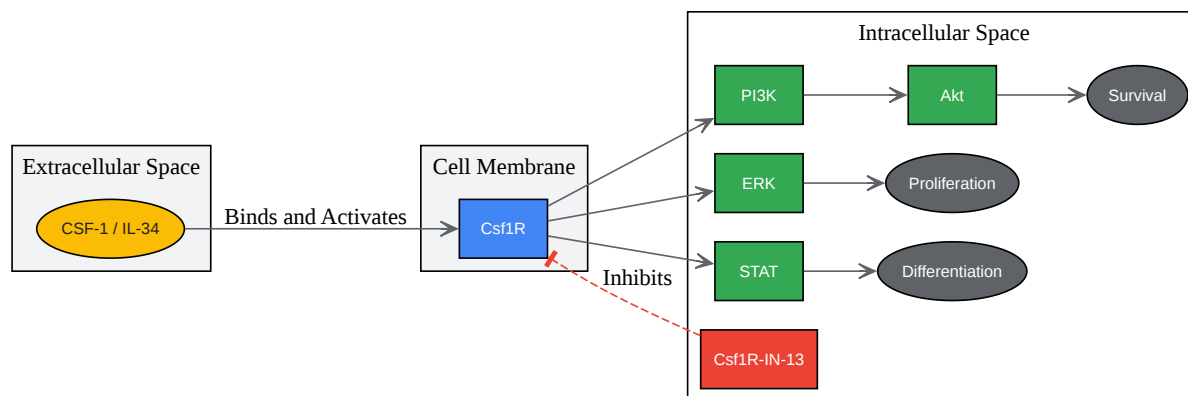 Intracellular Space
PI3K
Akt
Survival
Extracellular Space
Cell Membrane
ERK
Proliferation
Binds and Activates
CSF-1 / IL-34
Csf1R
STAT
Differentiation
Inhibits
Csf1R-IN-13